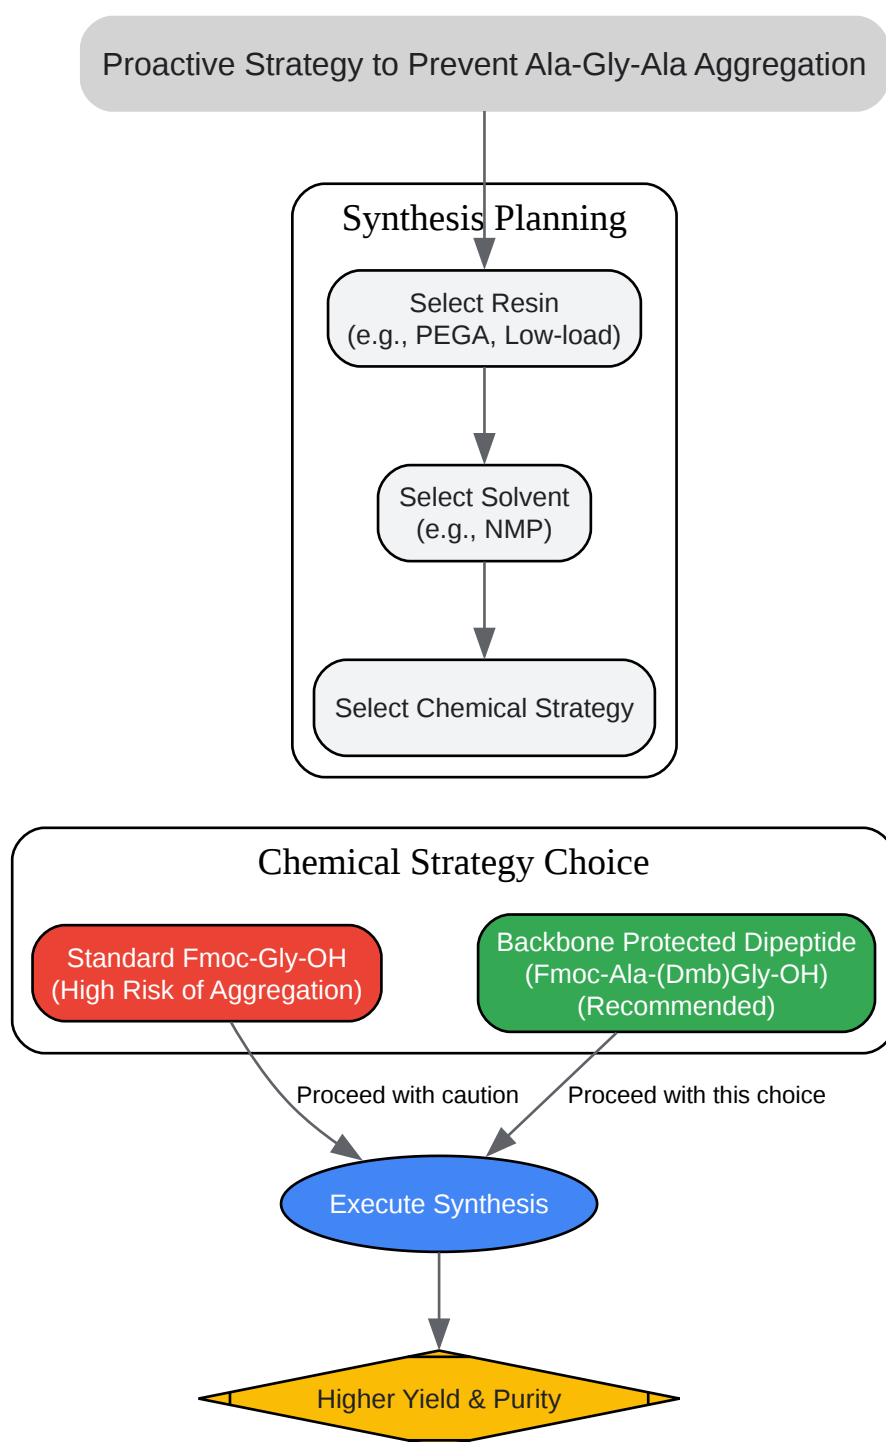 Proactive Strategy to Prevent Ala-Gly-Ala Aggregation
Synthesis Planning
Select Resin
(e.g., PEGA, Low-load)
Select Solvent
(e.g., NMP)
Select Chemical Strategy
Chemical Strategy Choice
Standard Fmoc-Gly-OH
(High Risk of Aggregation)
Backbone Protected Dipeptide
(Fmoc-Ala-(Dmb)Gly-OH)
(Recommended)
Proceed with caution
Proceed with this choice
Execute Synthesis
Higher Yield & Purity